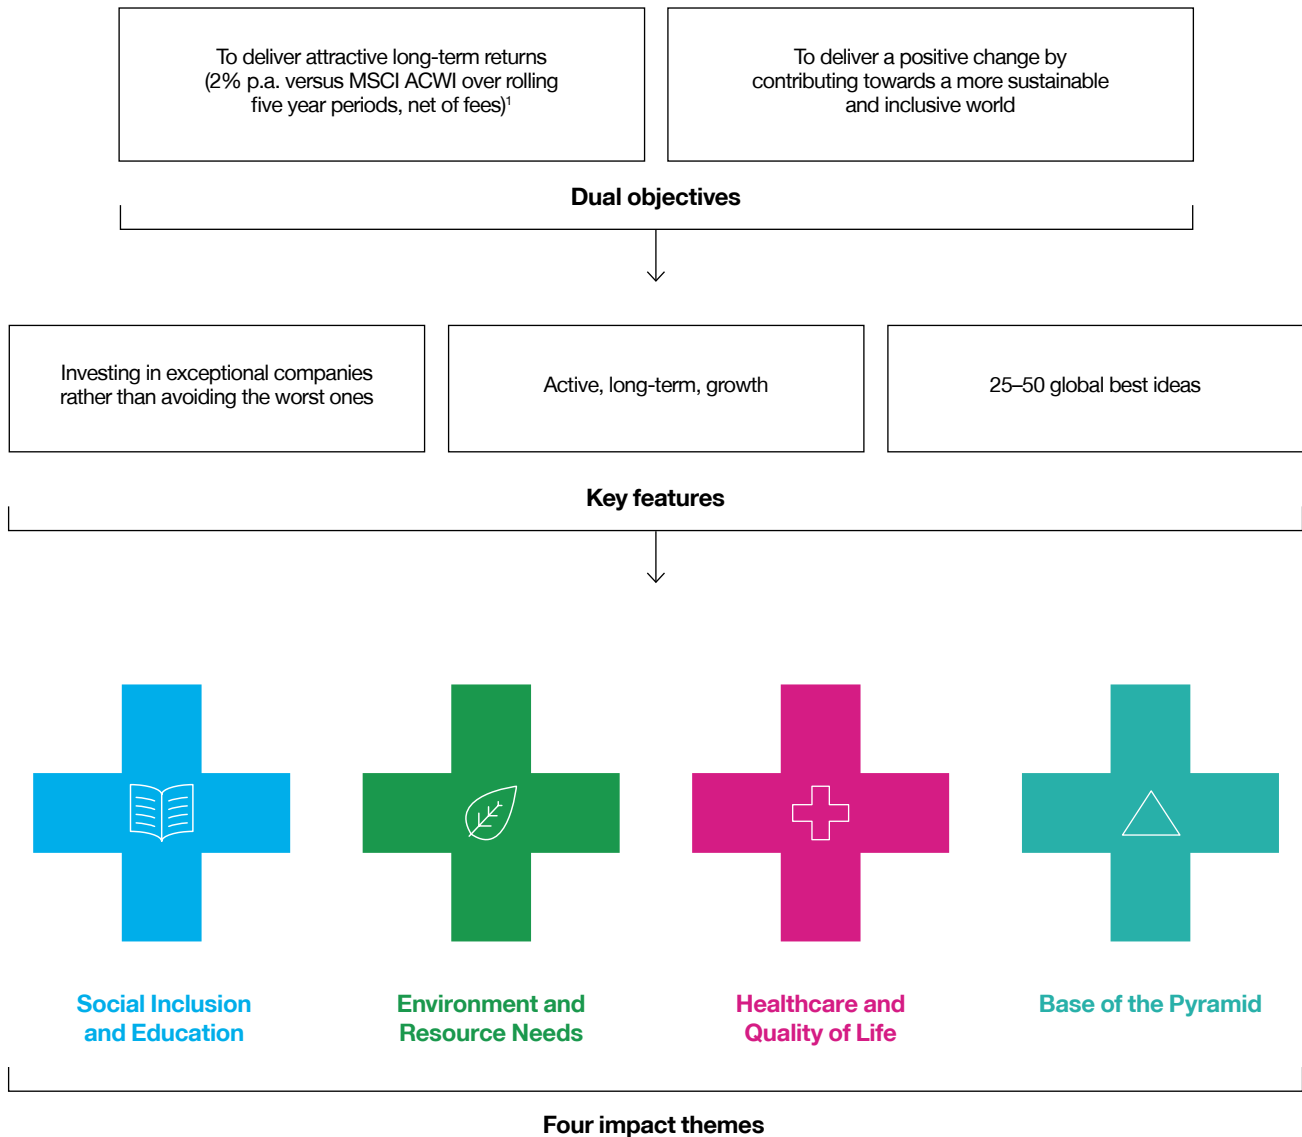 To deliver attractive long-term returns
(2% p.a. versus MSCI ACWI over rolling
five year periods, net of fees)¹
To deliver a positive change by
contributing towards a more sustainable
and inclusive world
Dual objectives
Investing in exceptional companies
rather than avoiding the worst ones
Active, long-term, growth
25–50 global best ideas
Key features
Social Inclusion
and Education
Environment and
Resource Needs
Healthcare and
Quality of Life
Base of the Pyramid
Four impact themes